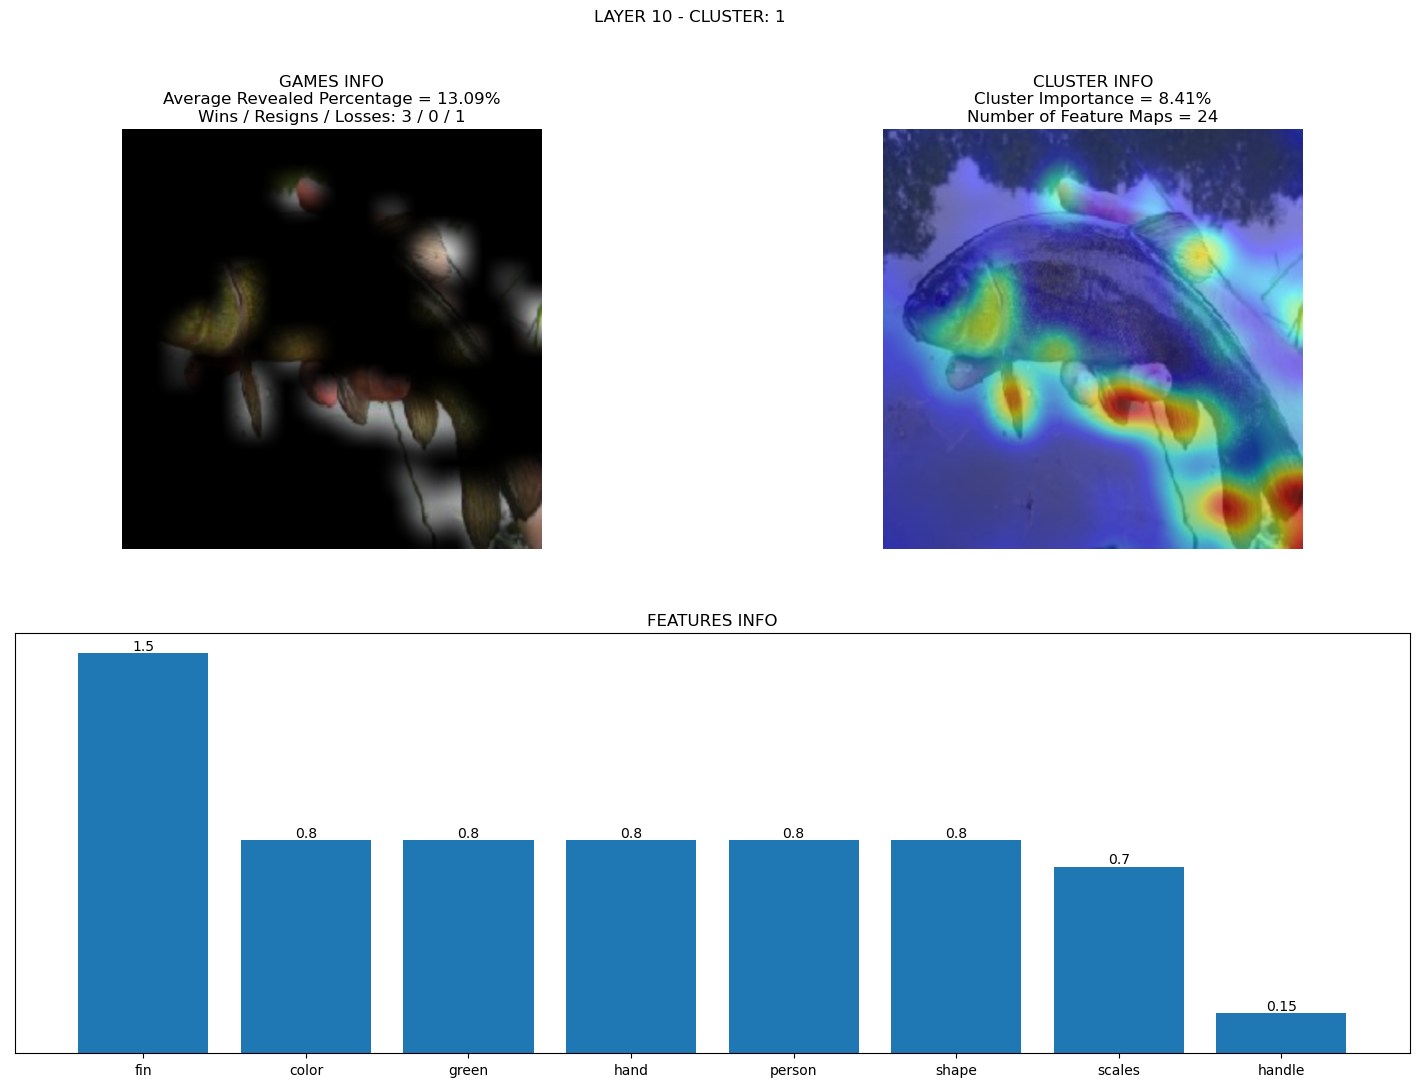 LAYER 10 - CLUSTER: 1
GAMES INFO
Average Revealed Percentage = 13.09%
Wins / Resigns / Losses: 3 / 0 / 1
CLUSTER INFO
Cluster Importance = 8.41%
Number of Feature Maps = 24
FEATURES INFO
1.5
0.8
0.8
0.8
0.8
0.8
0.7
0.15
fin
color
green
hand
person
shape
scales
handle